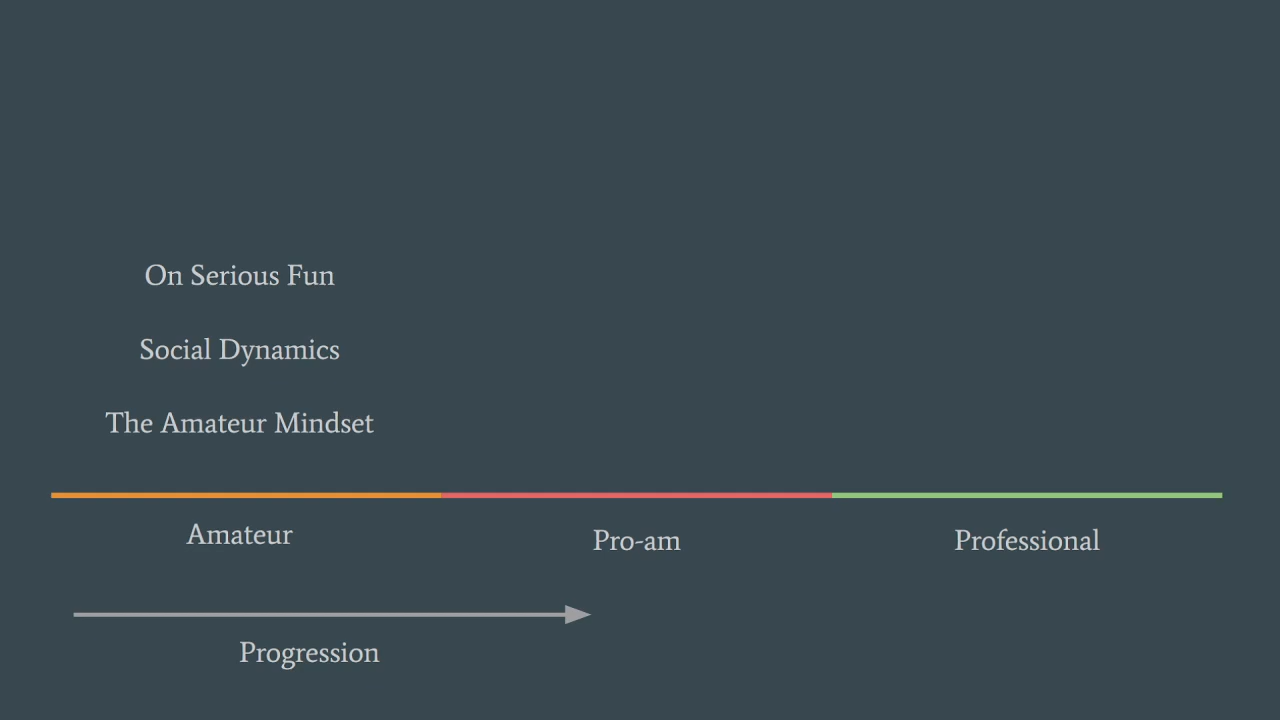 On Serious Fun
Social Dynamics
The Amateur Mindset
Amateur
Pro-am
Professional
Progression